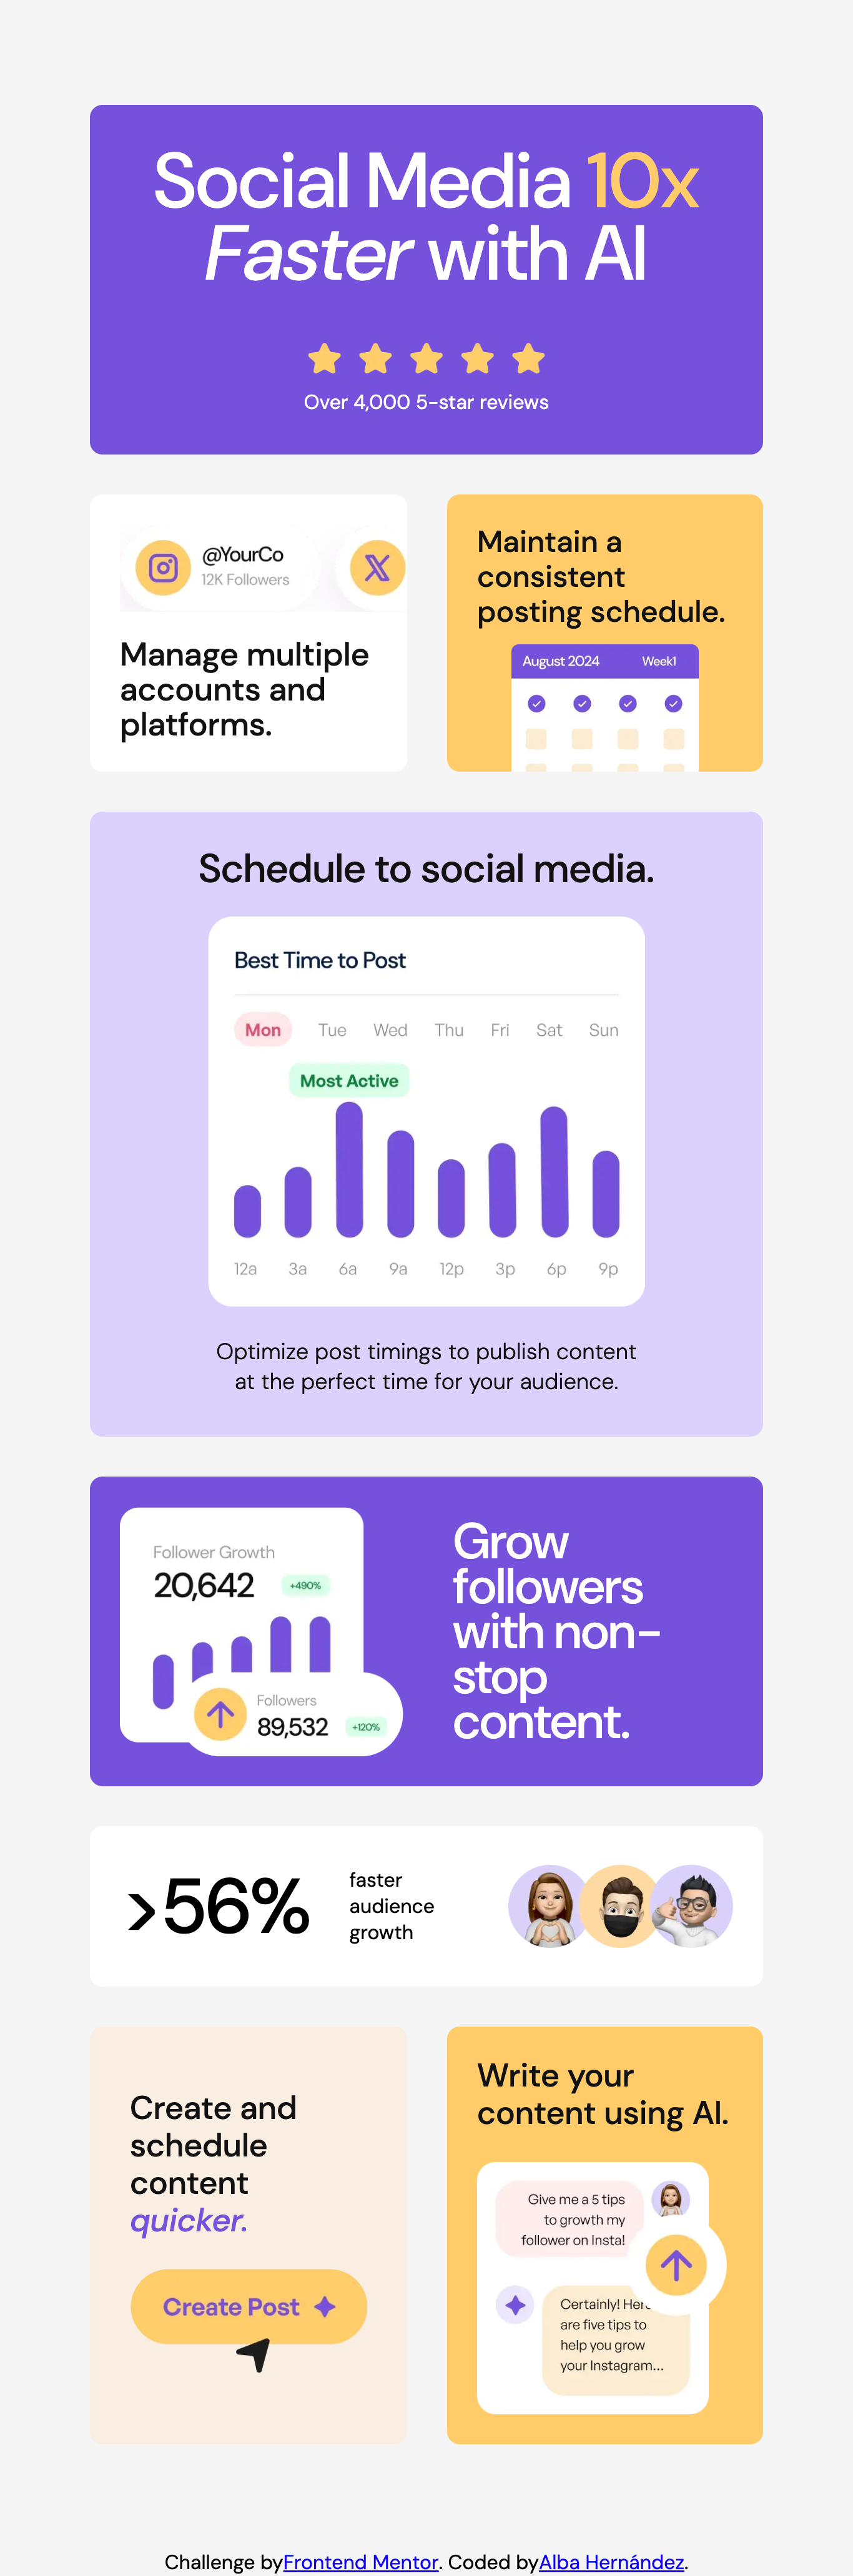 Social Media 10x
Faster with AI
Over 4,000 5-star reviews
@YourCo
12K Followers
Manage multiple
accounts and
platforms.
Maintain a
consistent
posting schedule.
August 2024 Week1
Schedule to social media.
Best Time to Post
Mon Tue Wed Thu Fri Sat Sun
Most Active
12a 3a 6a 9a 12p 3p 6p 9p
Optimize post timings to publish content
at the perfect time for your audience.
Follower Growth
20,642 +490%
Followers
89,532 +120%
Grow
followers
with non-
stop
content.
>56%
faster
audience
growth
Create and
schedule
content
quicker.
Create Post
Write your
content using AI.
Give me a 5 tips
to growth my
follower on Insta!
Certainly! Here
are five tips to
help you grow
your Instagram...
Challenge byFrontend Mentor. Coded byAlba Hernández.